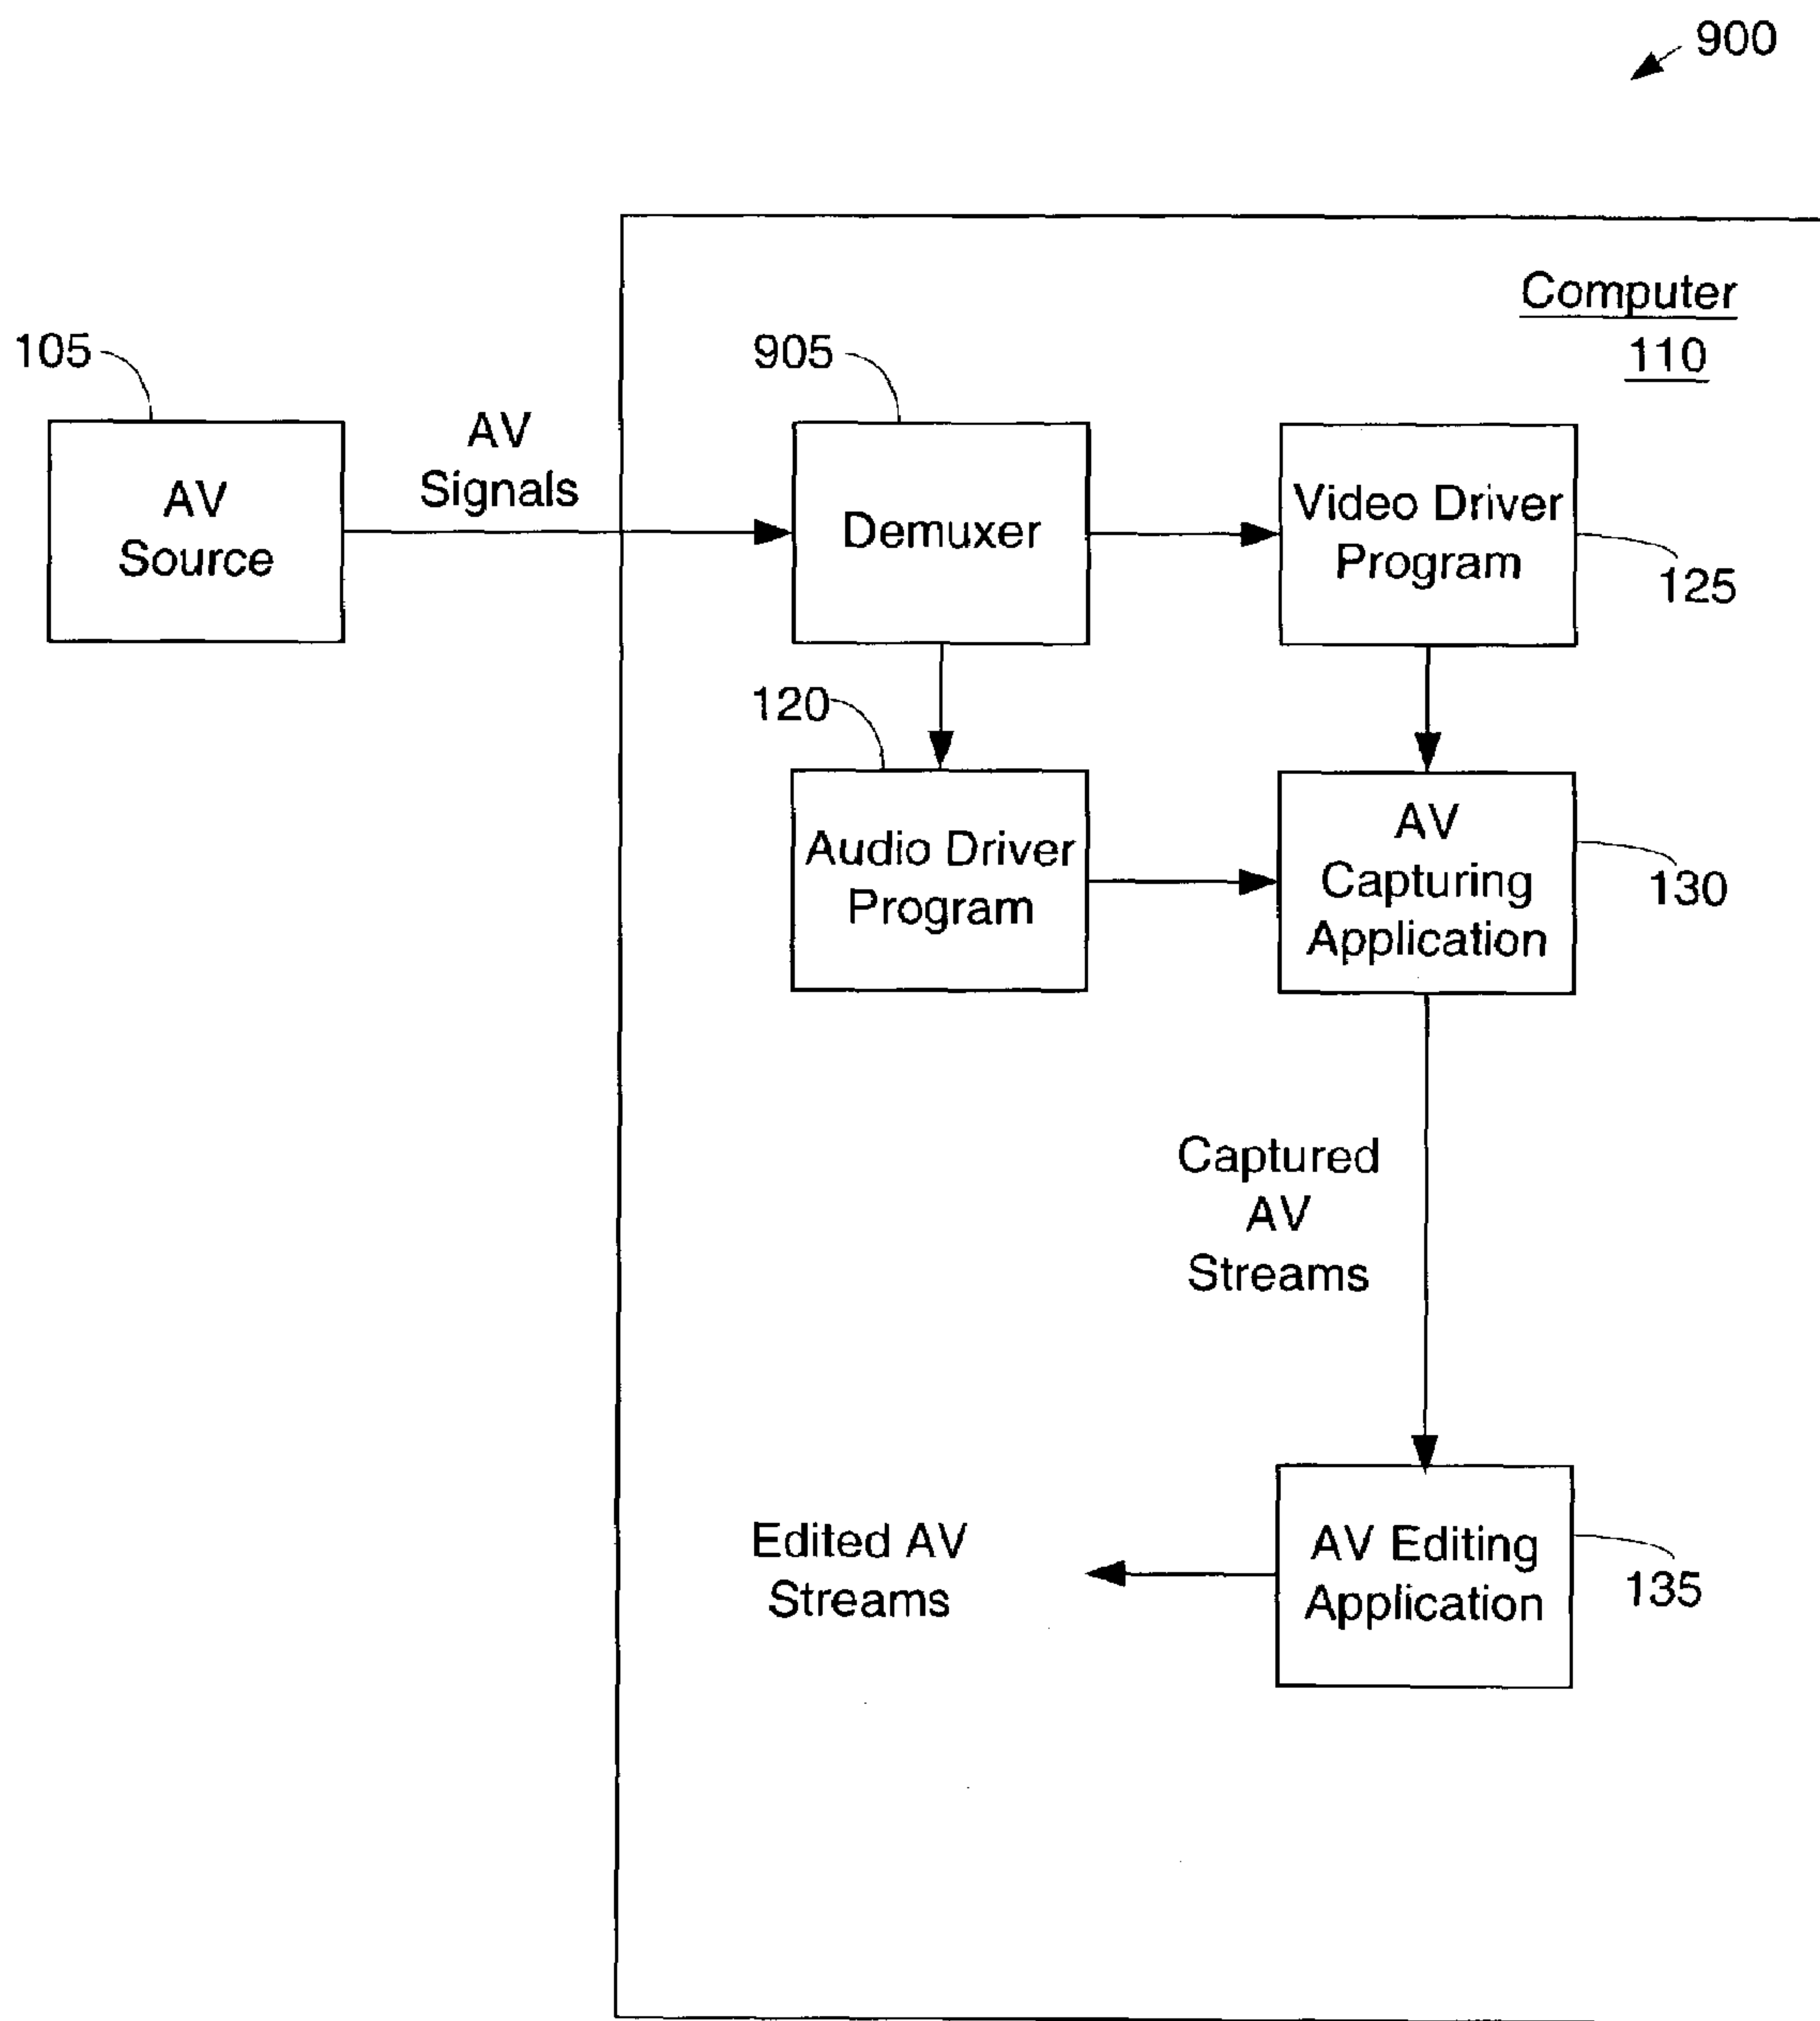 900
Computer
110
105
905
AV
Signals
AV
Source
Demuxer
Video Driver
Program
125
120
Audio Driver
Program
AV
Capturing
Application
130
Captured
AV
Streams
Edited AV
Streams
AV Editing
Application
135